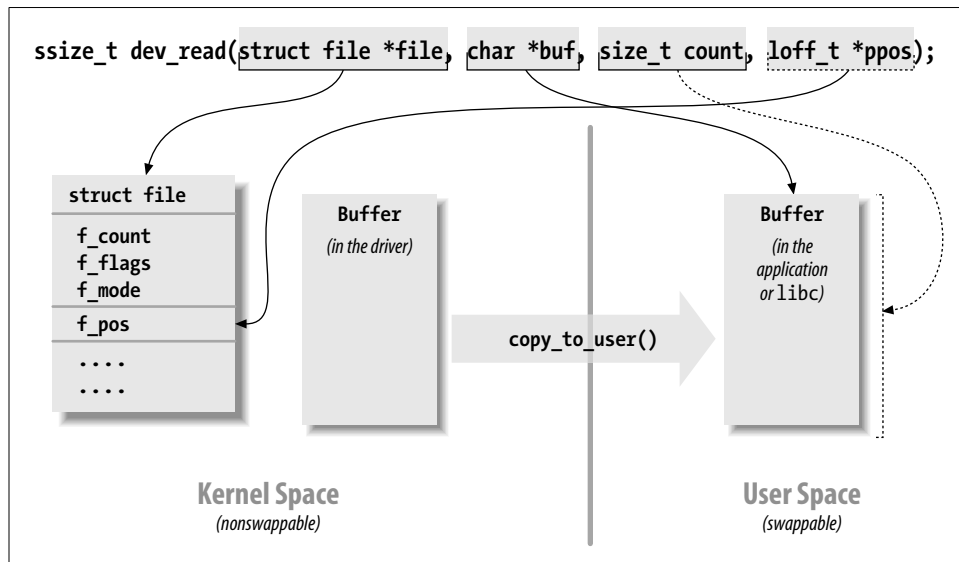 ssize_t dev_read(struct file *file, char *buf, size_t count, loff_t *ppos);
struct file
f_count
f_flags
f_mode
f_pos
....
....
Buffer
(in the driver)
copy_to_user()
Buffer
(in the
application
or libc)
Kernel Space
(nonswappable)
User Space
(swappable)